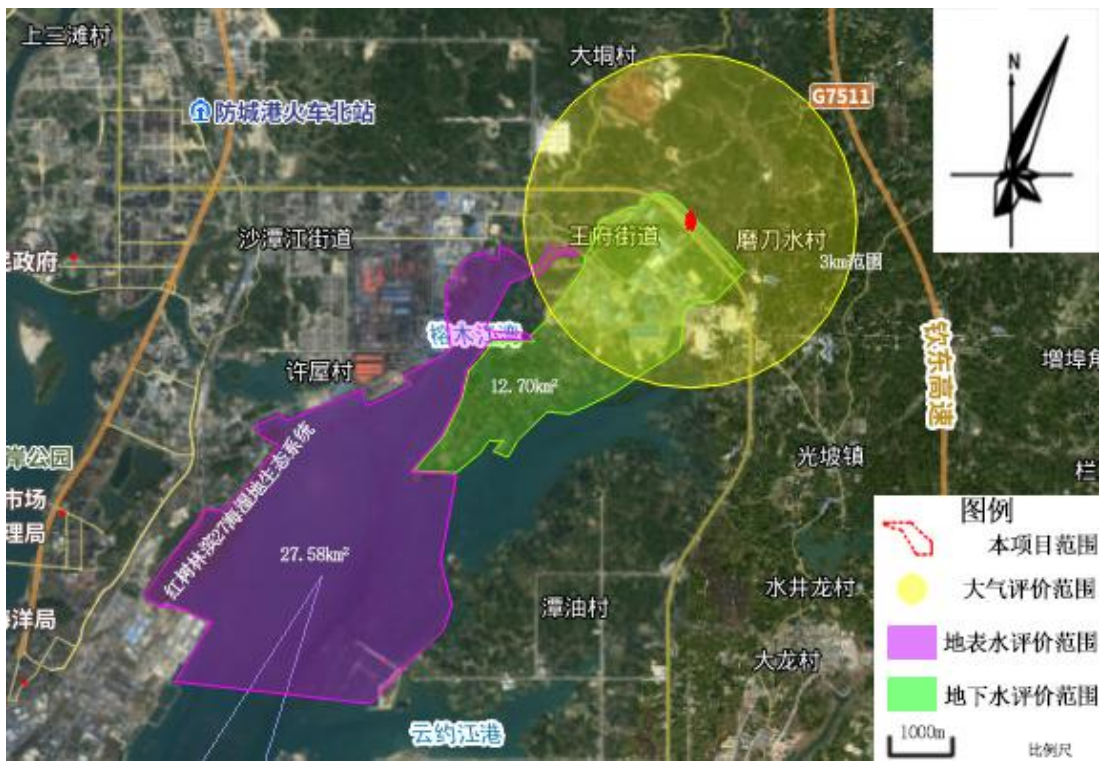 上三滩村
大垌村
N
G7511
防城港火车北站
沙潭江街道
王府街道
磨刀水村
3km范围
民政府
榕木江港
钦东高速
增埠角
许屋村
12.70km²
红树林滨27海湿地生态系统
岸公园
光坡镇
栏
市场
理局
27.58km²
图例
本项目范围
大气评价范围
地表水评价范围
地下水评价范围
1000m
比例尺
潭油村
水井龙村
海洋局
大龙村
云约江港